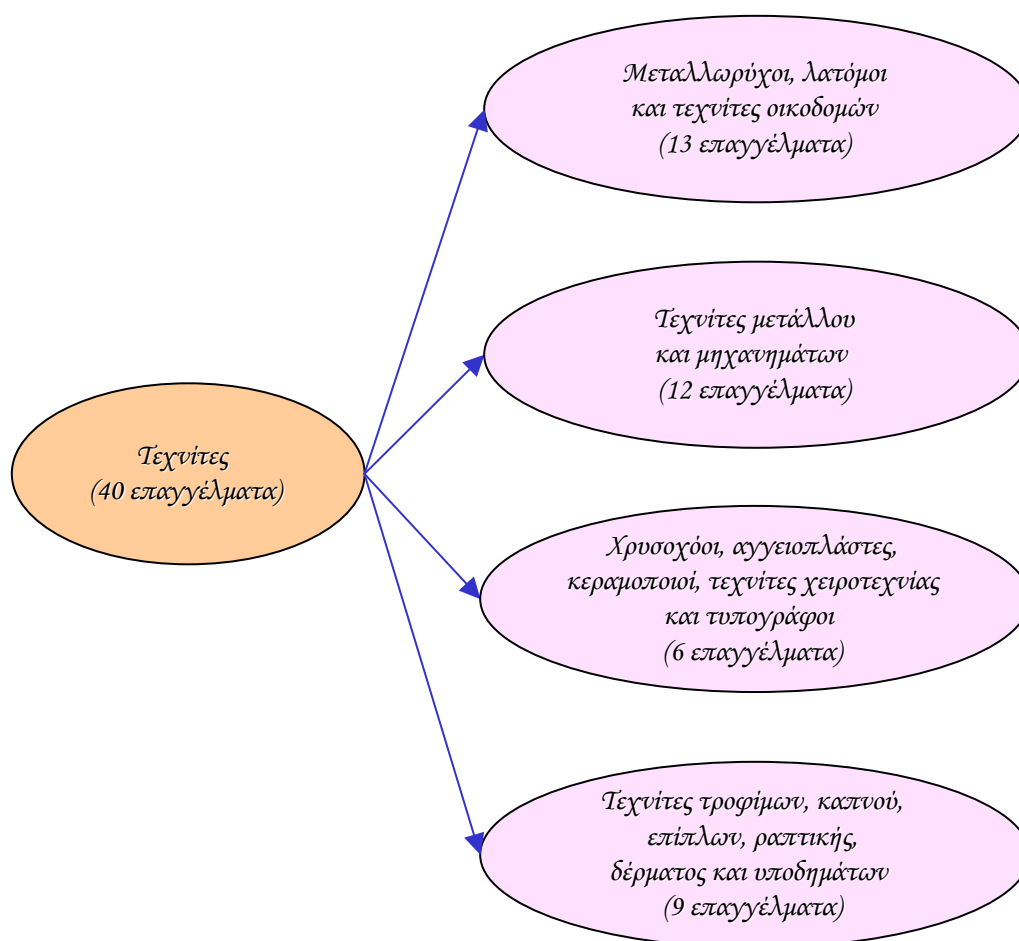 Μεταλλωρύχοι, λατόμοι
και τεχνίτες οικοδομών
(13 επαγγέλματα)
Τεχνίτες μετάλλου
και μηχανημάτων
(12 επαγγέλματα)
Τεχνίτες
(40 επαγγέλματα)
Χρυσοχόοι, αγγειοπλάστες,
κεραμοποιοί, τεχνίτες χειροτεχνίας
και τυπογράφοι
(6 επαγγέλματα)
Τεχνίτες τροφίμων, καπνού,
επίπλων, ραπτικής,
δέρματος και υποδημάτων
(9 επαγγέλματα)